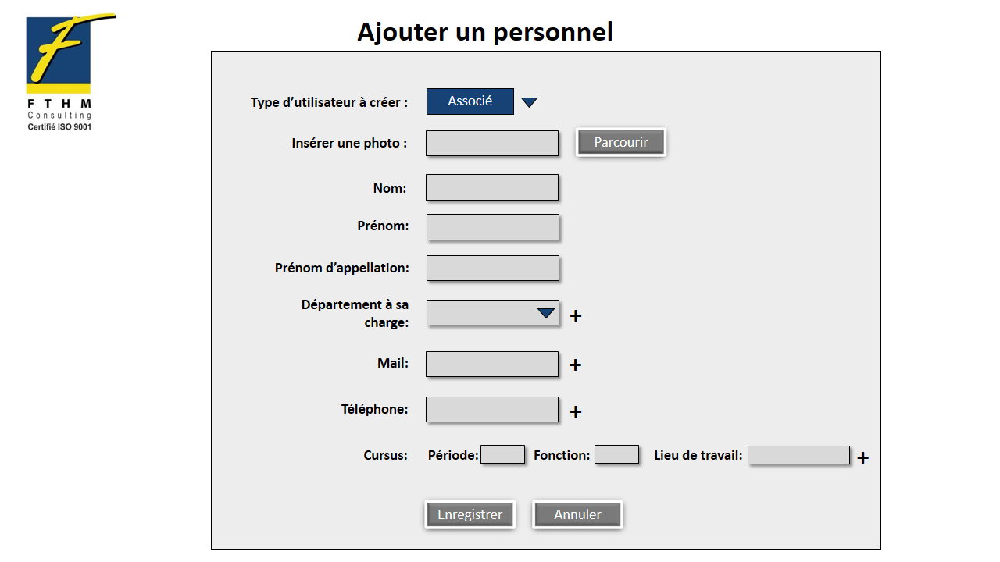 Ajouter un personnel
F T H M
Consulting
Certifié ISO 9001
Type d’utilisateur à créer : Associé
Insérer une photo : Parcourir
Nom:
Prénom:
Prénom d’appellation:
Département à sa
charge: +
Mail: +
Téléphone: +
Cursus: Période: Fonction: Lieu de travail: +
Enregistrer Annuler